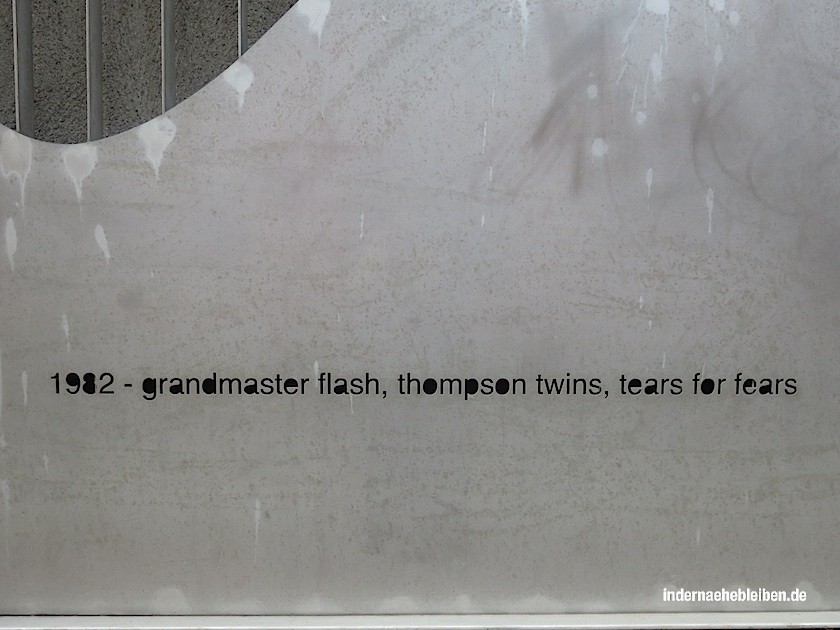 1982 - grandmaster flash, thompson twins, tears for fears
indernaehebleiben.de